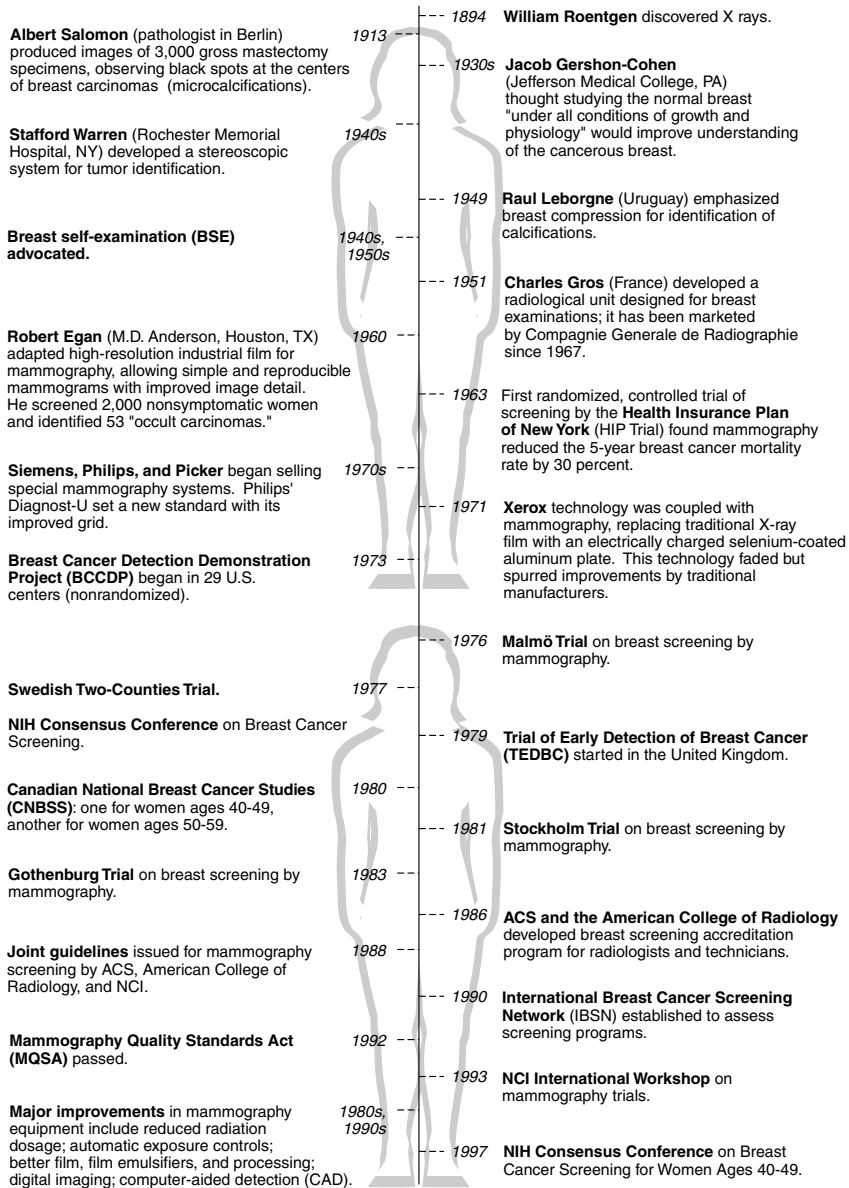 1894 William Roentgen discovered X rays.
Albert Salomon (pathologist in Berlin)
produced images of 3,000 gross mastectomy
specimens, observing black spots at the centers
of breast carcinomas (microcalcifications).
1913
1930s
Jacob Gershon-Cohen
(Jefferson Medical College, PA)
thought studying the normal breast
"under all conditions of growth and
physiology" would improve understanding
of the cancerous breast.
Stafford Warren (Rochester Memorial
Hospital, NY) developed a stereoscopic
system for tumor identification.
1940s
1949
Raul Leborgne (Uruguay) emphasized
breast compression for identification of
calcifications.
Breast self-examination (BSE)
advocated.
1940s,
1950s
1951
Charles Gros (France) developed a
radiological unit designed for breast
examinations; it has been marketed
by Compagnie Generale de Radiographie
since 1967.
Robert Egan (M.D. Anderson, Houston, TX)
adapted high-resolution industrial film for
mammography, allowing simple and reproducible
mammograms with improved image detail.
He screened 2,000 nonsymptomatic women
and identified 53 "occult carcinomas."
1960
1963
First randomized, controlled trial of
screening by the Health Insurance Plan
of New York (HIP Trial) found mammography
reduced the 5-year breast cancer mortality
rate by 30 percent.
Siemens, Philips, and Picker began selling
special mammography systems. Philips'
Diagnost-U set a new standard with its
improved grid.
1970s
1971
Xerox technology was coupled with
mammography, replacing traditional X-ray
film with an electrically charged selenium-coated
aluminum plate. This technology faded but
spurred improvements by traditional
manufacturers.
Breast Cancer Detection Demonstration
Project (BCCDP) began in 29 U.S.
centers (nonrandomized).
1973
1976
Malmö Trial on breast screening by
mammography.
Swedish Two-Counties Trial.
1977
NIH Consensus Conference on Breast Cancer
Screening.
1979
Trial of Early Detection of Breast Cancer
(TEDBC) started in the United Kingdom.
Canadian National Breast Cancer Studies
(CNBSS): one for women ages 40-49,
another for women ages 50-59.
1980
1981
Stockholm Trial on breast screening by
mammography.
Gothenburg Trial on breast screening by
mammography.
1983
1986
ACS and the American College of Radiology
developed breast screening accreditation
program for radiologists and technicians.
Joint guidelines issued for mammography
screening by ACS, American College of
Radiology, and NCI.
1988
1990
International Breast Cancer Screening
Network (IBSN) established to assess
screening programs.
Mammography Quality Standards Act
(MQSA) passed.
1992
1993
NCI International Workshop on
mammography trials.
Major improvements in mammography
equipment include reduced radiation
dosage; automatic exposure controls;
better film, film emulsifiers, and processing;
digital imaging; computer-aided detection (CAD).
1980s,
1990s
1997
NIH Consensus Conference on Breast
Cancer Screening for Women Ages 40-49.